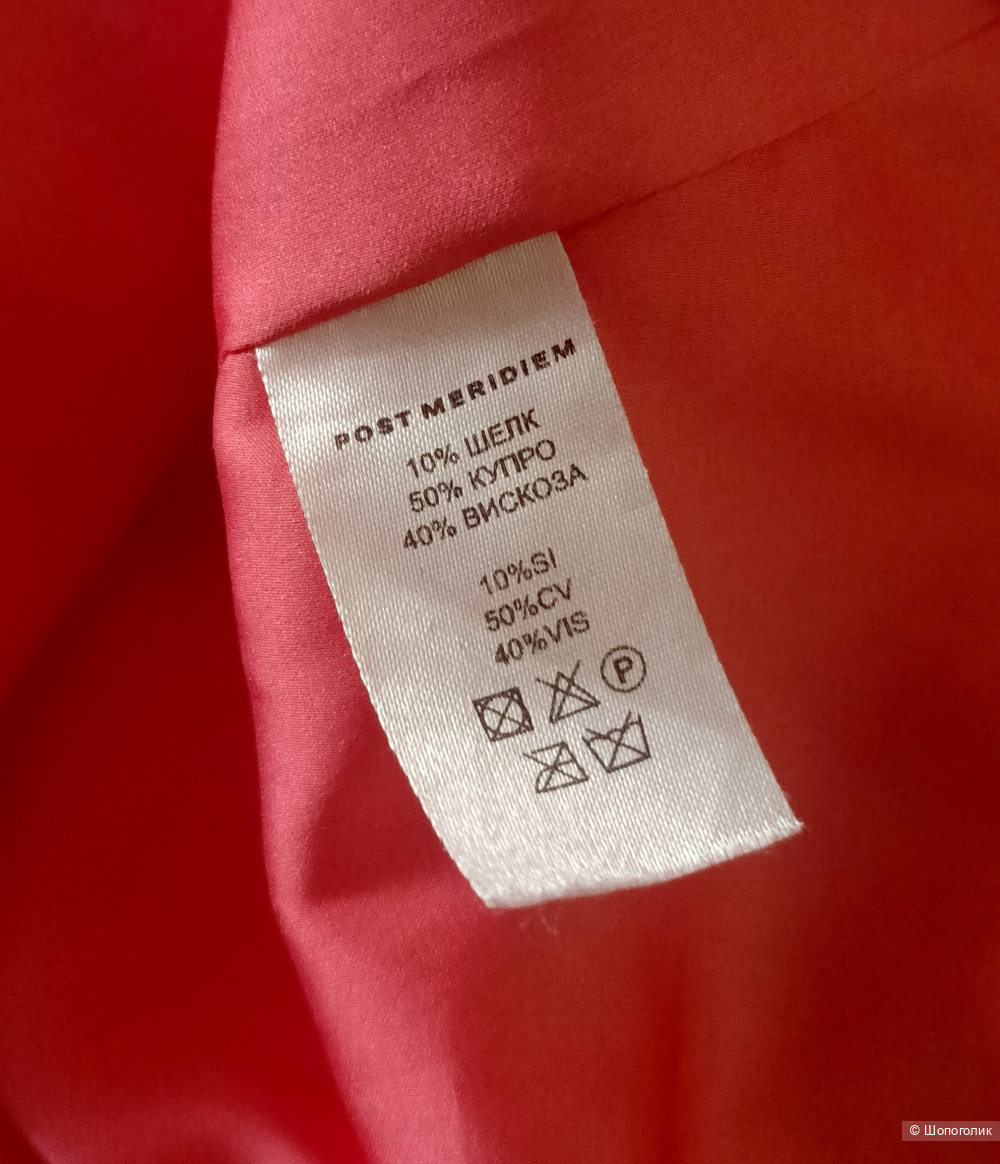 POST MERIDIEM
10% ШЕЛК
50% КУПРО
40% ВИСКОЗА
10%SI
50%CV
40%VIS
P
© Шопоголик